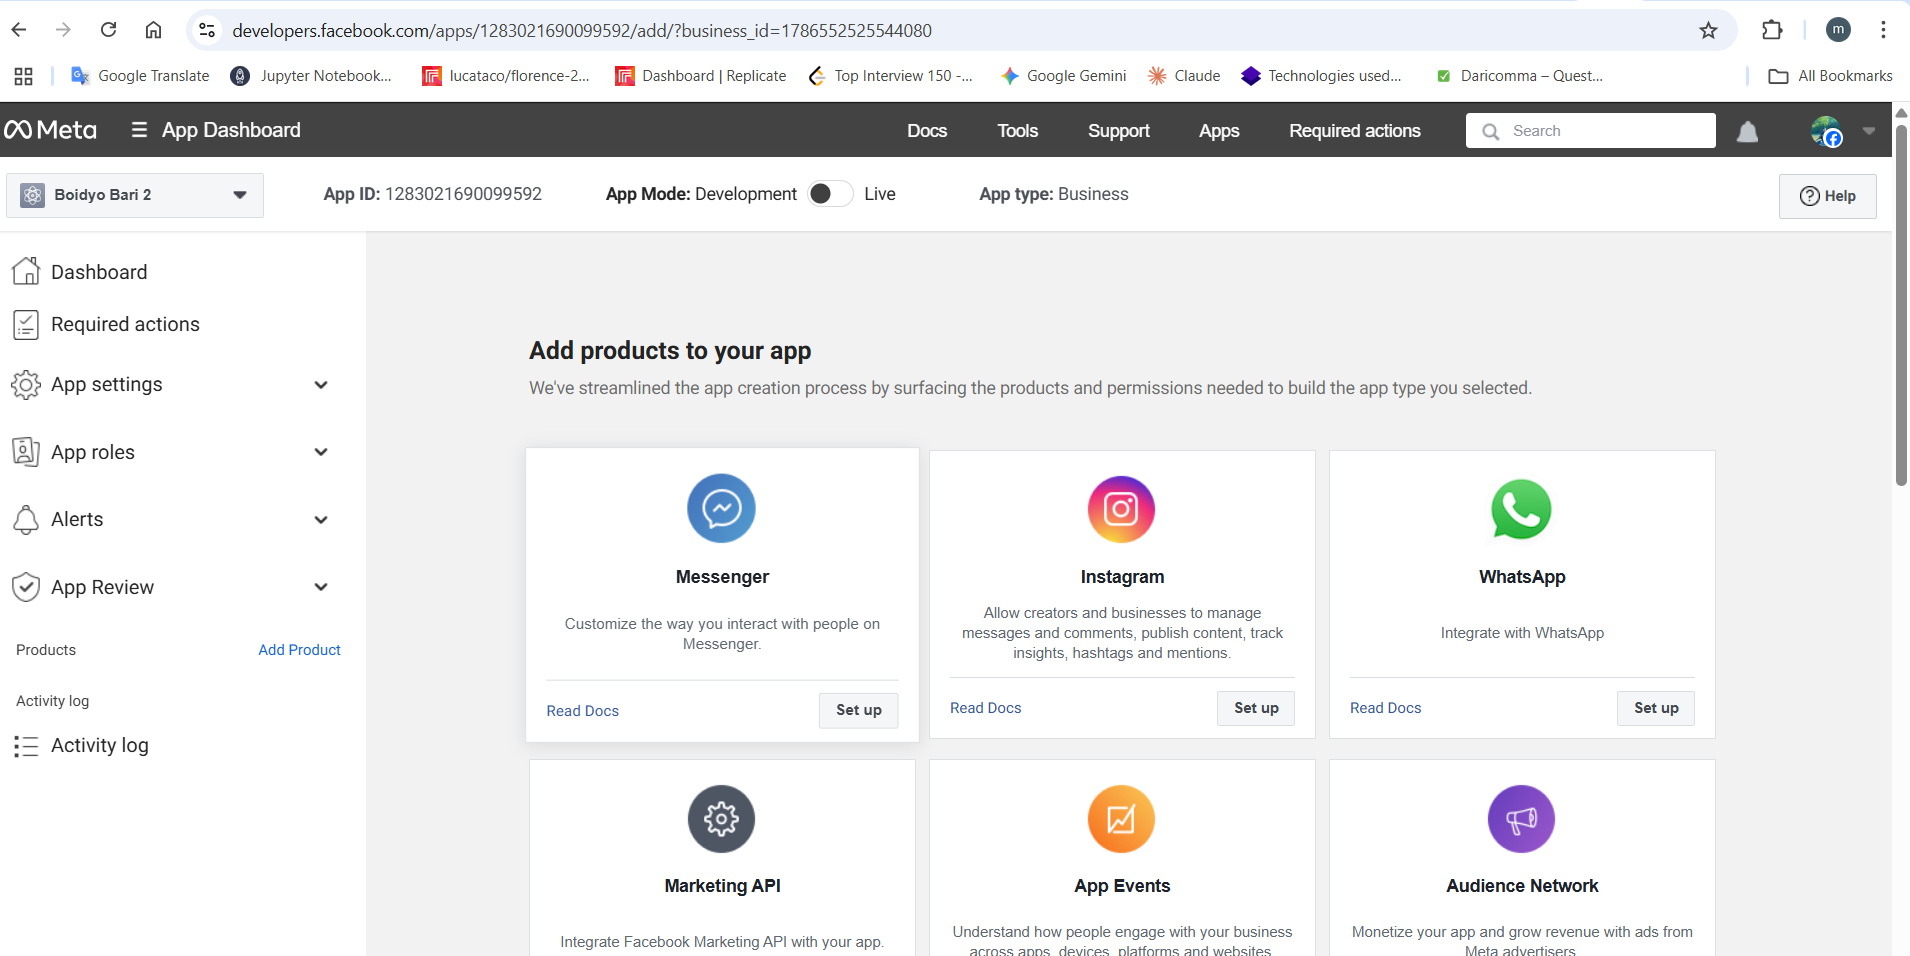 developers.facebook.com/apps/1283021690099592/add/?business_id=1786552525544080
m
Google Translate
Jupyter Notebook...
lucataco/florence-2...
Dashboard | Replicate
Top Interview 150 -...
Google Gemini
Claude
Technologies used...
Daricomma – Quest...
All Bookmarks
Meta
App Dashboard
Docs
Tools
Support
Apps
Required actions
Search
Boidyo Bari 2
App ID: 1283021690099592
App Mode: Development
Live
App type: Business
Help
Dashboard
Required actions
App settings
App roles
Alerts
App Review
Products
Add Product
Activity log
Activity log
Add products to your app
We've streamlined the app creation process by surfacing the products and permissions needed to build the app type you selected.
Messenger
Customize the way you interact with people on
Messenger.
Read Docs
Set up
Instagram
Allow creators and businesses to manage
messages and comments, publish content, track
insights, hashtags and mentions.
Read Docs
Set up
WhatsApp
Integrate with WhatsApp
Read Docs
Set up
Marketing API
Integrate Facebook Marketing API with your app.
App Events
Understand how people engage with your business
across apps, devices, platforms and websites.
Audience Network
Monetize your app and grow revenue with ads from
Meta advertisers.